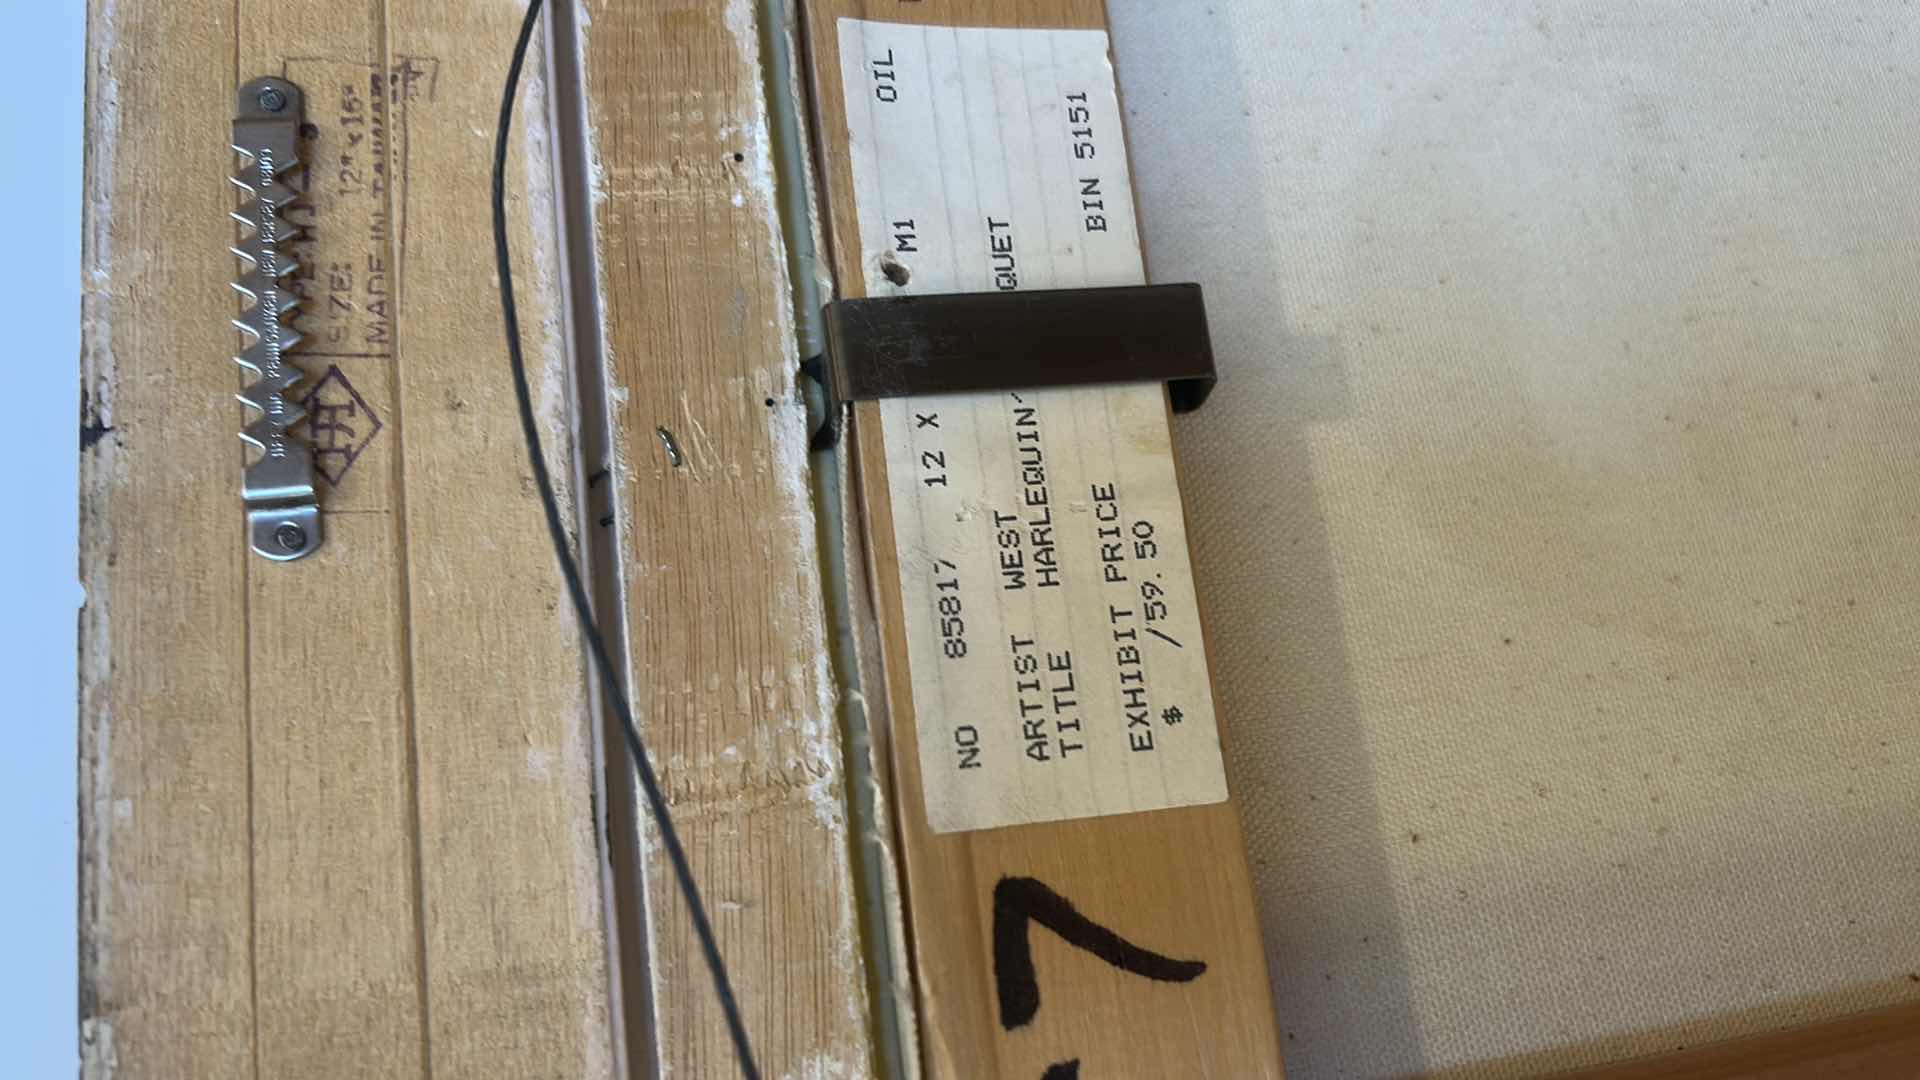 NO 85817 12 X M1 OIL
ARTIST WEST
TITLE HARLEQUIN QUET
BIN 5151
EXHIBIT PRICE
$ /59.50
7
SIZE: 12" x 16"
MADE IN TAIWAN